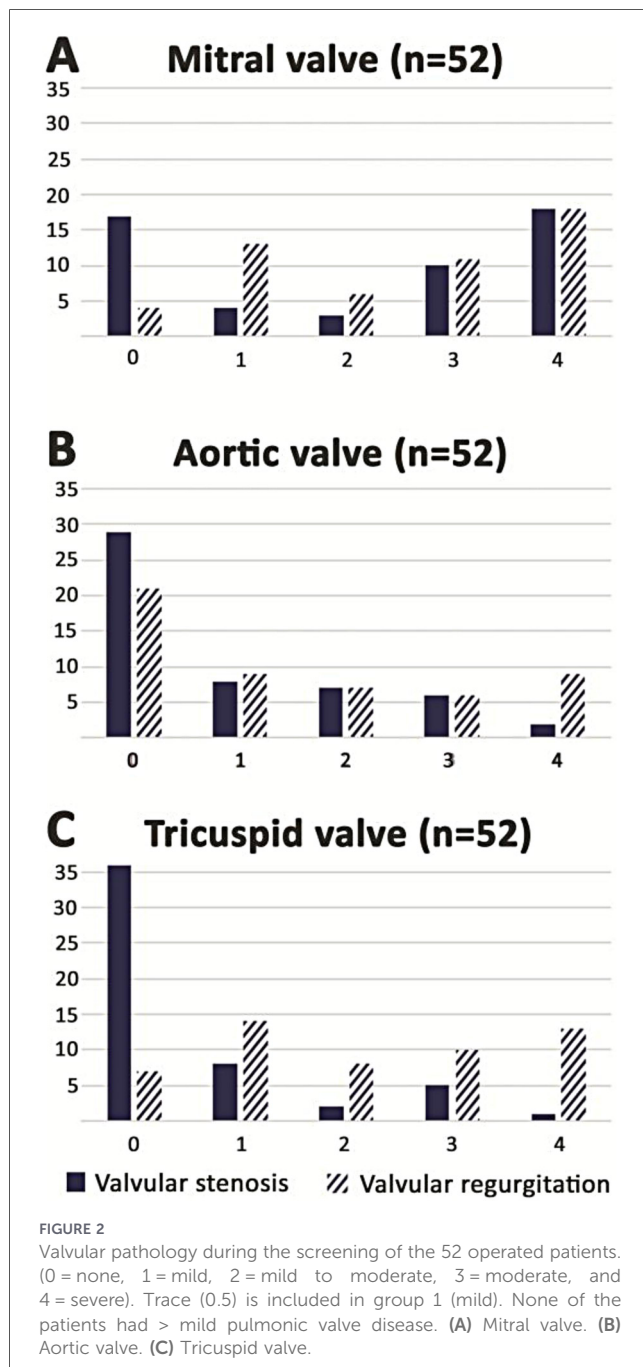 A Mitral valve (n=52)
35
30
25
20
15
10
5
0 1 2 3 4
B Aortic valve (n=52)
35
30
25
20
15
10
5
0 1 2 3 4
C Tricuspid valve (n=52)
35
30
25
20
15
10
5
0 1 2 3 4
Valvular stenosis Valvular regurgitation
FIGURE 2
Valvular pathology during the screening of the 52 operated patients.
(0 = none, 1 = mild, 2 = mild to moderate, 3 = moderate, and
4 = severe). Trace (0.5) is included in group 1 (mild). None of the
patients had > mild pulmonic valve disease. (A) Mitral valve. (B)
Aortic valve. (C) Tricuspid valve.